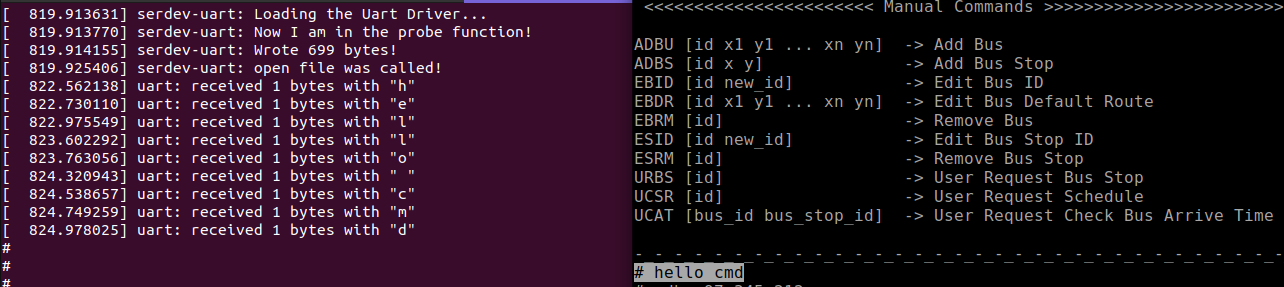 [  819.913631] serdev-uart: Loading the Uart Driver...
[  819.913770] serdev-uart: Now I am in the probe function!
[  819.914155] serdev-uart: Wrote 699 bytes!
[  819.925406] serdev-uart: open file was called!
[  822.562138] uart: received 1 bytes with "h"
[  822.730110] uart: received 1 bytes with "e"
[  822.975549] uart: received 1 bytes with "l"
[  823.602292] uart: received 1 bytes with "l"
[  823.763056] uart: received 1 bytes with "o"
[  824.320943] uart: received 1 bytes with " "
[  824.538657] uart: received 1 bytes with "c"
[  824.749259] uart: received 1 bytes with "m"
[  824.978025] uart: received 1 bytes with "d"
#
#
#
<<<<<<<<<<<<<<<<<<<<<<< Manual Commands >>>>>>>>>>>>>>>>>>>>>>>>
ADBU [id x1 y1 ... xn yn]  -> Add Bus
ADBS [id x y]              -> Add Bus Stop
EBID [id new_id]           -> Edit Bus ID
EBDR [id x1 y1 ... xn yn]  -> Edit Bus Default Route
EBRM [id]                  -> Remove Bus
ESID [id new_id]           -> Edit Bus Stop ID
ESRM [id]                  -> Remove Bus Stop
URBS [id]                  -> User Request Bus Stop
UCSR [id]                  -> User Request Schedule
UCAT [bus_id bus_stop_id]  -> User Request Check Bus Arrive Time
-_-_-_-_-_-_-_-_-_-_-_-_-_-_-_-_-_-_-_-_-_-_-_-_-_-_-_-_-_-_-_-_-
# hello cmd